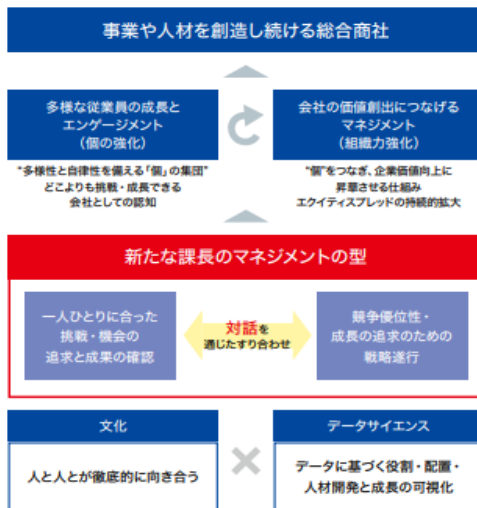 事業や人材を創造し続ける総合商社
多様な従業員の成長と
エンゲージメント
（個の強化）
“多様性と自律性を備える「個」の集団”
どこよりも挑戦・成長できる
会社としての認知
会社の価値創出につなげる
マネジメント
（組織力強化）
“個”をつなぎ、企業価値向上に
昇華させる仕組み
エクイティスプレッドの持続的拡大
新たな課長のマネジメントの型
一人ひとりに合った
挑戦・機会の
追求と成果の確認
対話を
通じたすり合わせ
競争優位性・
成長の追求のための
戦略遂行
文化
人と人とが徹底的に向き合う
データサイエンス
データに基づく役割・配置・
人材開発と成長の可視化